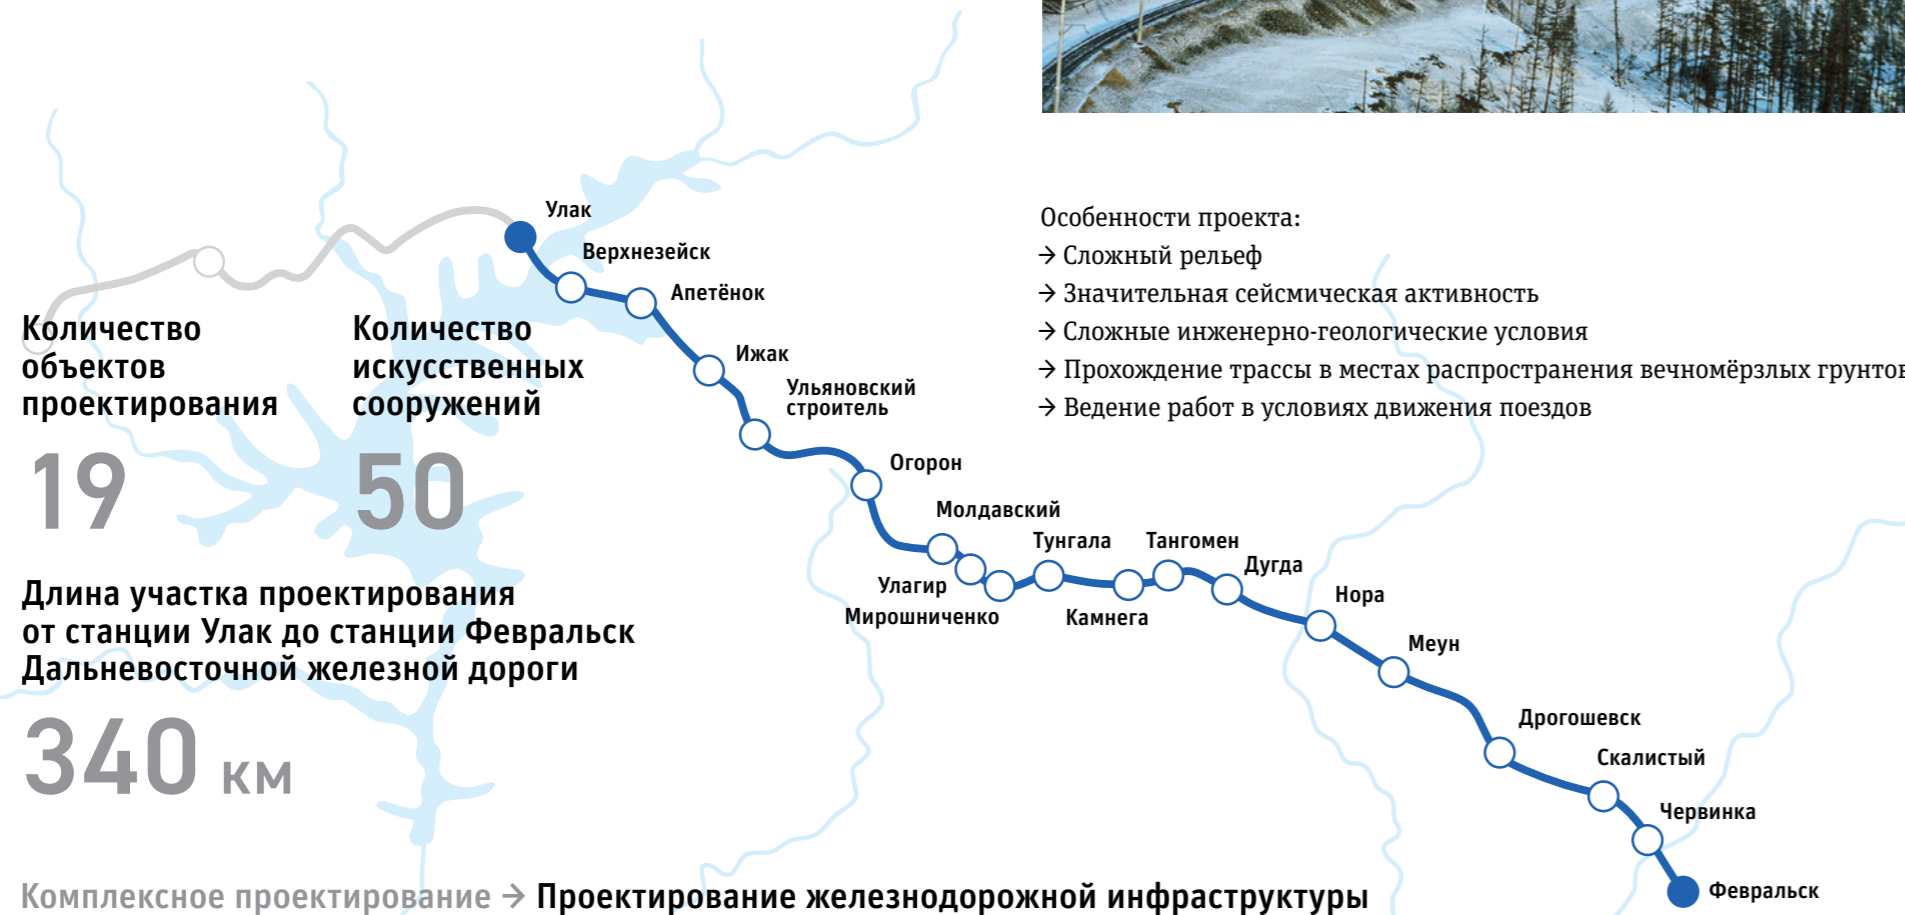 Улак
Верхнезейск
Апетёнок
Ижак
Ульяновский
строитель
Огорон
Молдавский
Улагир
Мирошниченко
Тунгала
Камнега
Тангомен
Дугда
Нора
Меун
Дрогошевск
Скалистый
Червинка
Февральск
Особенности проекта:
→ Сложный рельеф
→ Значительная сейсмическая активность
→ Сложные инженерно-геологические условия
→ Прохождение трассы в местах распространения вечномёрзлых грунтов
→ Ведение работ в условиях движения поездов
Количество
объектов
проектирования
19
Количество
искусственных
сооружений
50
Длина участка проектирования
от станции Улак до станции Февральск
Дальневосточной железной дороги
340 км
Комплексное проектирование → Проектирование железнодорожной инфраструктуры